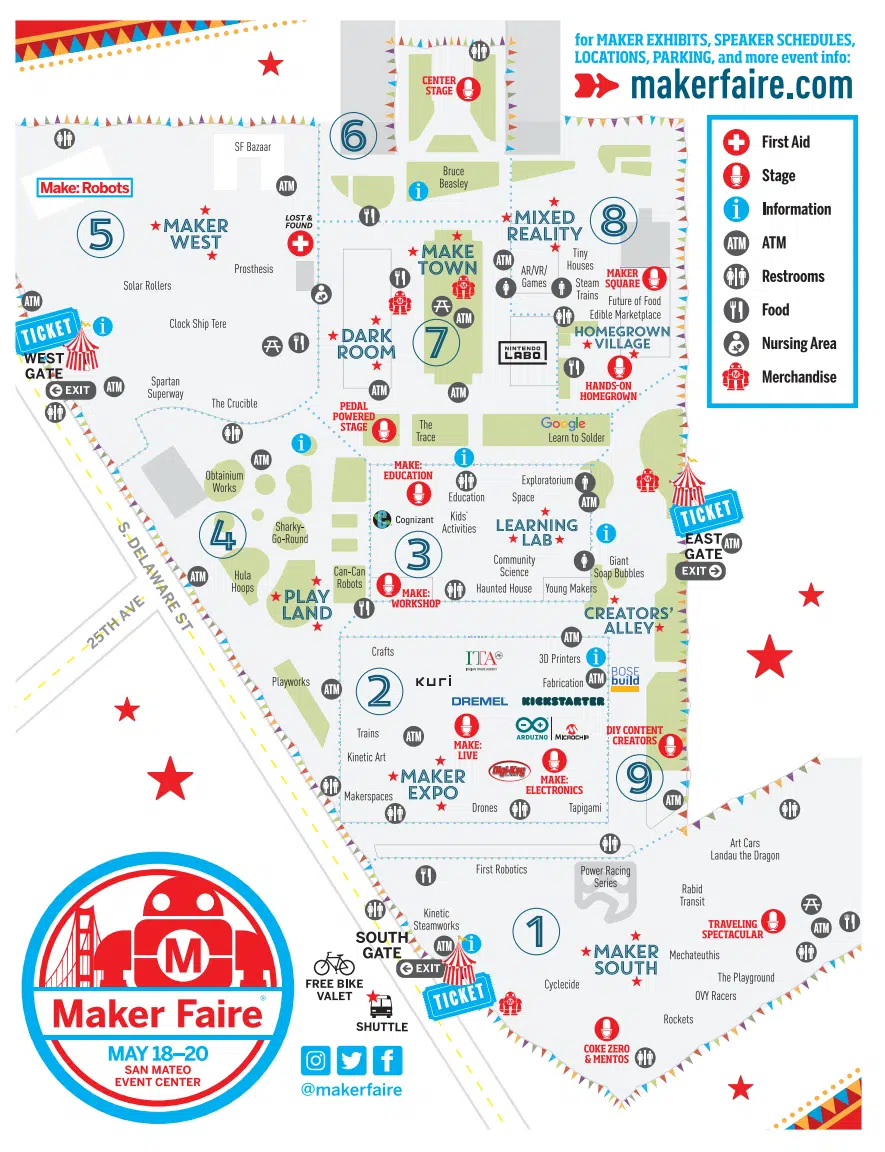 for MAKER EXHIBITS, SPEAKER SCHEDULES,
LOCATIONS, PARKING, and more event info:
makerfaire.com
First Aid
Stage
i
Information
ATM
ATM
Restrooms
Food
Nursing Area
Merchandise
CENTER
STAGE
6
SF Bazaar
ATM
Make: Robots
5
MAKER
WEST
LOST &
FOUND
Prosthesis
Solar Rollers
Clock Ship Tere
ATM
TICKET
i
WEST
GATE
EXIT
ATM
Spartan
Superway
The Crucible
Bruce
Beasley
i
MIXED
REALITY
8
MAKE
TOWN
ATM
AR/VR/
Games
Tiny
Houses
Steam
Trains
MAKER
SQUARE
Future of Food
Edible Marketplace
HOMEGROWN
VILLAGE
HANDS-ON
HOMEGROWN
NINTENDO
LABO
DARK
ROOM
7
ATM
ATM
ATM
PEDAL
POWERED
STAGE
The
Trace
Google
Learn to Solder
i
ATM
Obtainium
Works
4
Sharky-
Go-Round
ATM
Hula
Hoops
PLAY
LAND
Can-Can
Robots
MAKE:
EDUCATION
i
Education
Exploratorium
Space
ATM
Cognizant
Kids'
Activities
LEARNING
LAB
3
Community
Science
MAKE:
WORKSHOP
Haunted House
Young Makers
i
Giant
Soap Bubbles
TICKET
EAST
GATE
ATM
EXIT
CREATORS'
ALLEY
S. DELAWARE ST
25TH AVE
Playworks
ATM
Crafts
ITA
ATM
3D Printers
i
2
kuri
Fabrication
ATM
BOSE
build
DREMEL
KICKSTARTER
Trains
ATM
MAKE:
LIVE
ARDUINO
MICROCHIP
DIY CONTENT
CREATORS
Kinetic Art
MAKER
EXPO
Digi-Key
MAKE:
ELECTRONICS
9
Makerspaces
Drones
Tapigami
ATM
First Robotics
Power Racing
Series
Art Cars
Landau the Dragon
Rabid
Transit
Kinetic
Steamworks
1
TRAVELING
SPECTACULAR
ATM
SOUTH
GATE
ATM
i
EXIT
TICKET
MAKER
SOUTH
Mechateuthis
Cyclecide
The Playground
OVY Racers
Rockets
COKE ZERO
& MENTOS
FREE BIKE
VALET
SHUTTLE
@makerfaire
M
Maker Faire®
MAY 18–20
SAN MATEO
EVENT CENTER